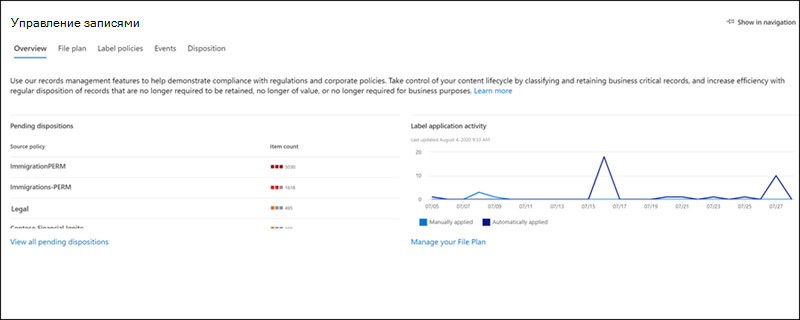 Управление записями
Show in navigation
Overview File plan Label policies Events Disposition
Use our records management features to help demonstrate compliance with regulations and corporate policies. Take control of your content lifecycle by classifying and retaining business critical records, and increase efficiency with
regular disposition of records that are no longer required to be retained, no longer of value, or no longer required for business purposes. Learn more
Pending dispositions
Source policy Item count
ImmigrationPERM 5030
Immigrations-PERM 1618
Legal 495
View all pending dispositions
Label application activity
Last updated August 4, 2020 9:22 AM
20
10
0
07/05 07/07 07/09 07/11 07/13 07/15 07/17 07/19 07/21 07/23 07/25 07/27
Manually applied Automatically applied
Manage your File Plan